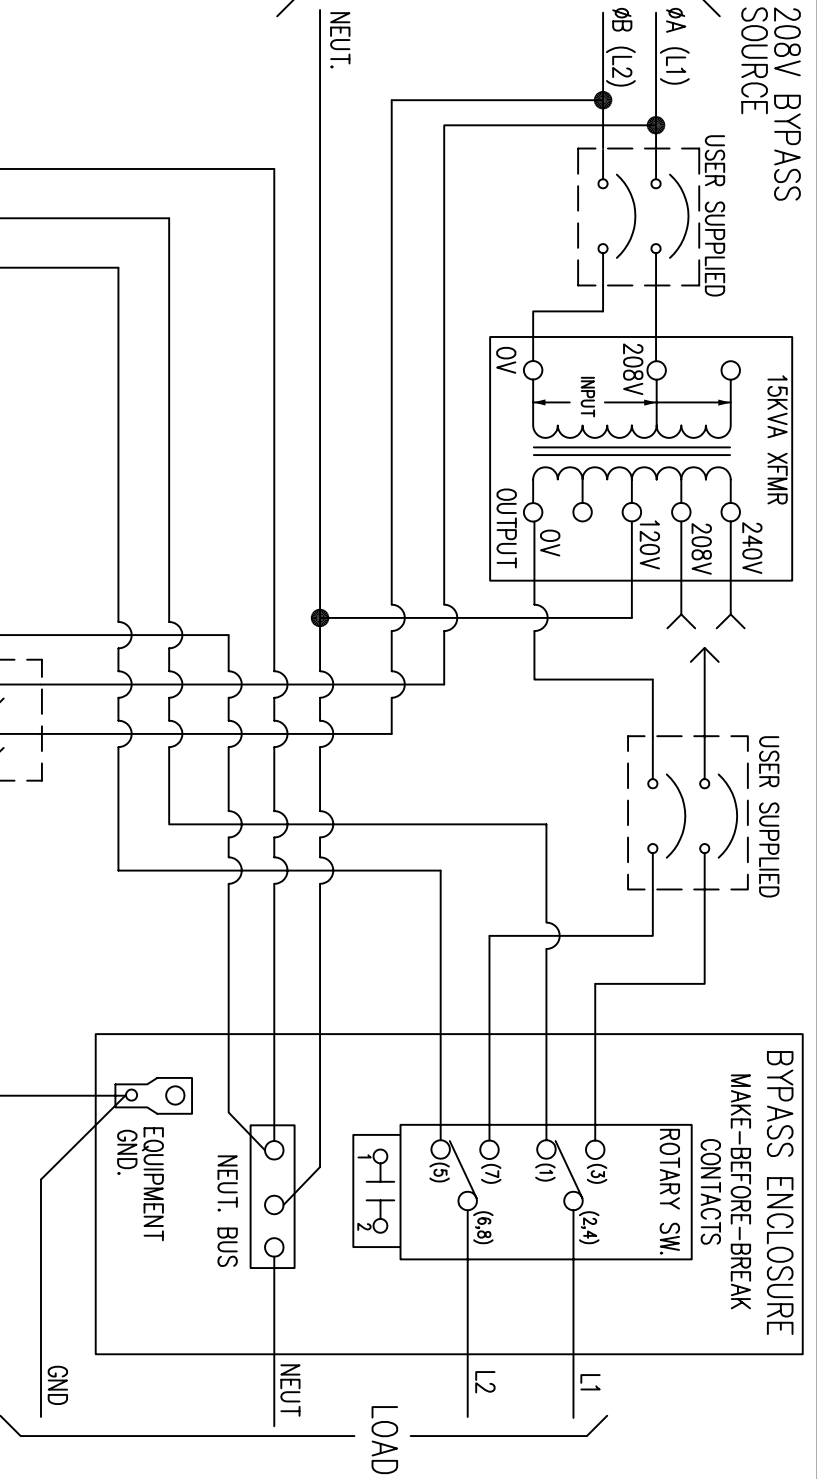 208V BYPASS
SOURCE
ØA (L1)
ØB (L2)
NEUT.
USER SUPPLIED
15KVA XFMR
208V
0V
INPUT
240V
208V
120V
0V
OUTPUT
USER SUPPLIED
BYPASS ENCLOSURE
MAKE-BEFORE-BREAK
CONTACTS
ROTARY SW.
(3)
(2,4)
(1)
(7)
(6,8)
(5)
1
2
NEUT. BUS
EQUIPMENT
GND.
L1
L2
NEUT
GND
LOAD